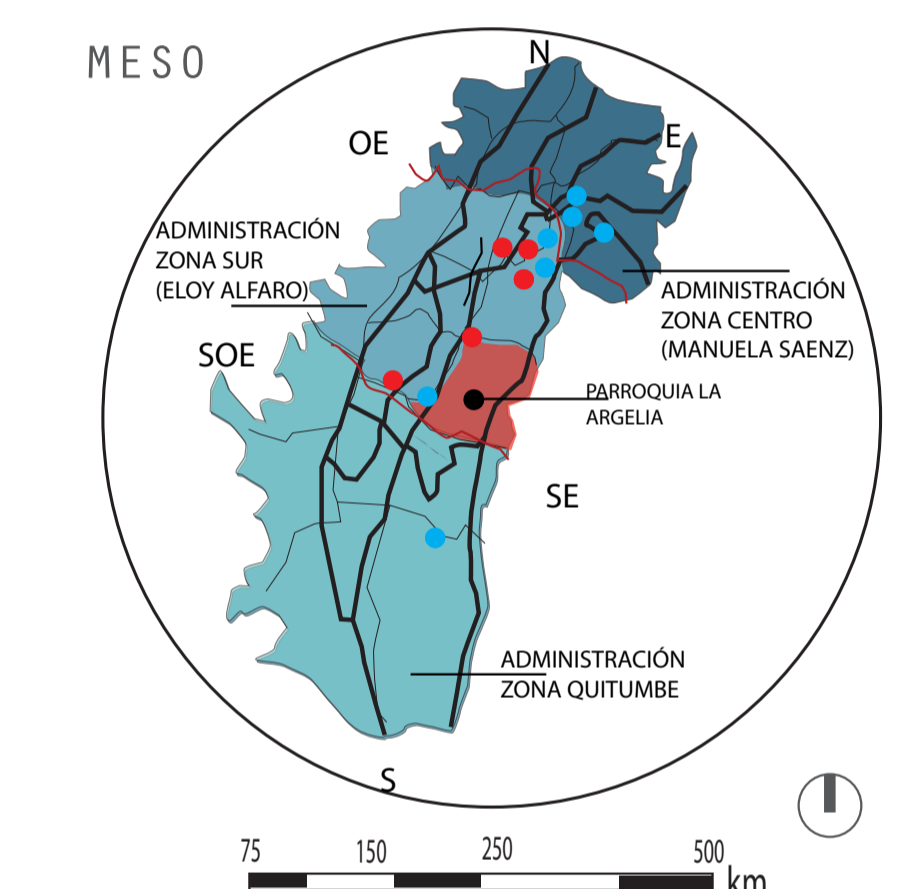 MESO
N
OE
E
ADMINISTRACIÓN
ZONA SUR
(ELOY ALFARO)
ADMINISTRACIÓN
ZONA CENTRO
(MANUELA SAENZ)
SOE
PARROQUIA LA
ARGELIA
SE
ADMINISTRACIÓN
ZONA QUITUMBE
S
75 150 250 500
km